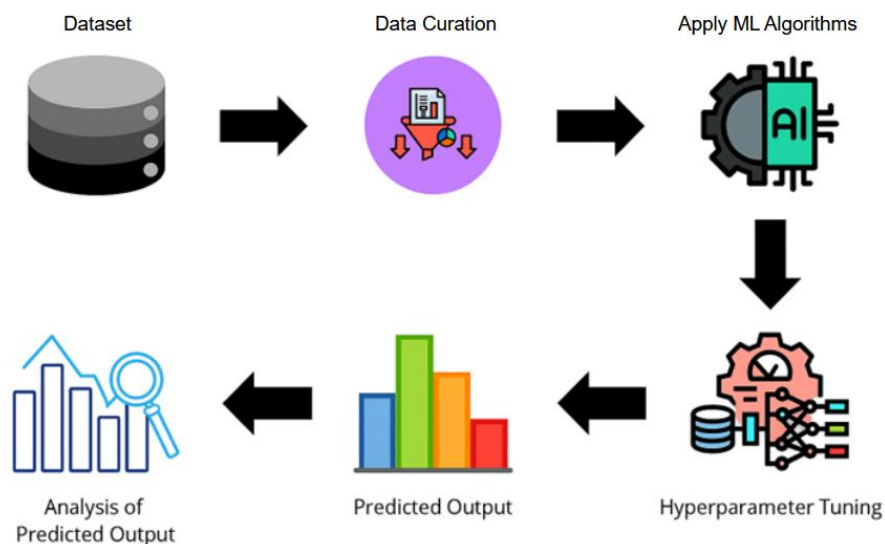 Dataset
Data Curation
Apply ML Algorithms
AI
Hyperparameter Tuning
Predicted Output
Analysis of
Predicted Output